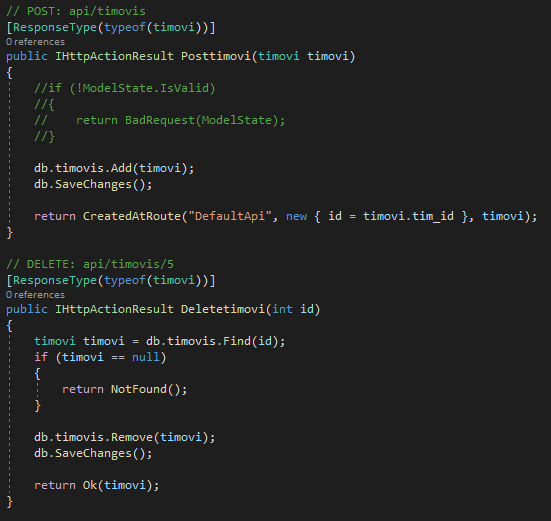 // POST: api/timovis
[ResponseType(typeof(timovi))]
0 references
public IHttpActionResult Posttimovi(timovi timovi)
{
//if (!ModelState.IsValid)
//{
//    return BadRequest(ModelState);
//}
db.timovis.Add(timovi);
db.SaveChanges();
return CreatedAtRoute("DefaultApi", new { id = timovi.tim_id }, timovi);
}
// DELETE: api/timovis/5
[ResponseType(typeof(timovi))]
0 references
public IHttpActionResult Deletetimovi(int id)
{
timovi timovi = db.timovis.Find(id);
if (timovi == null)
{
return NotFound();
}
db.timovis.Remove(timovi);
db.SaveChanges();
return Ok(timovi);
}